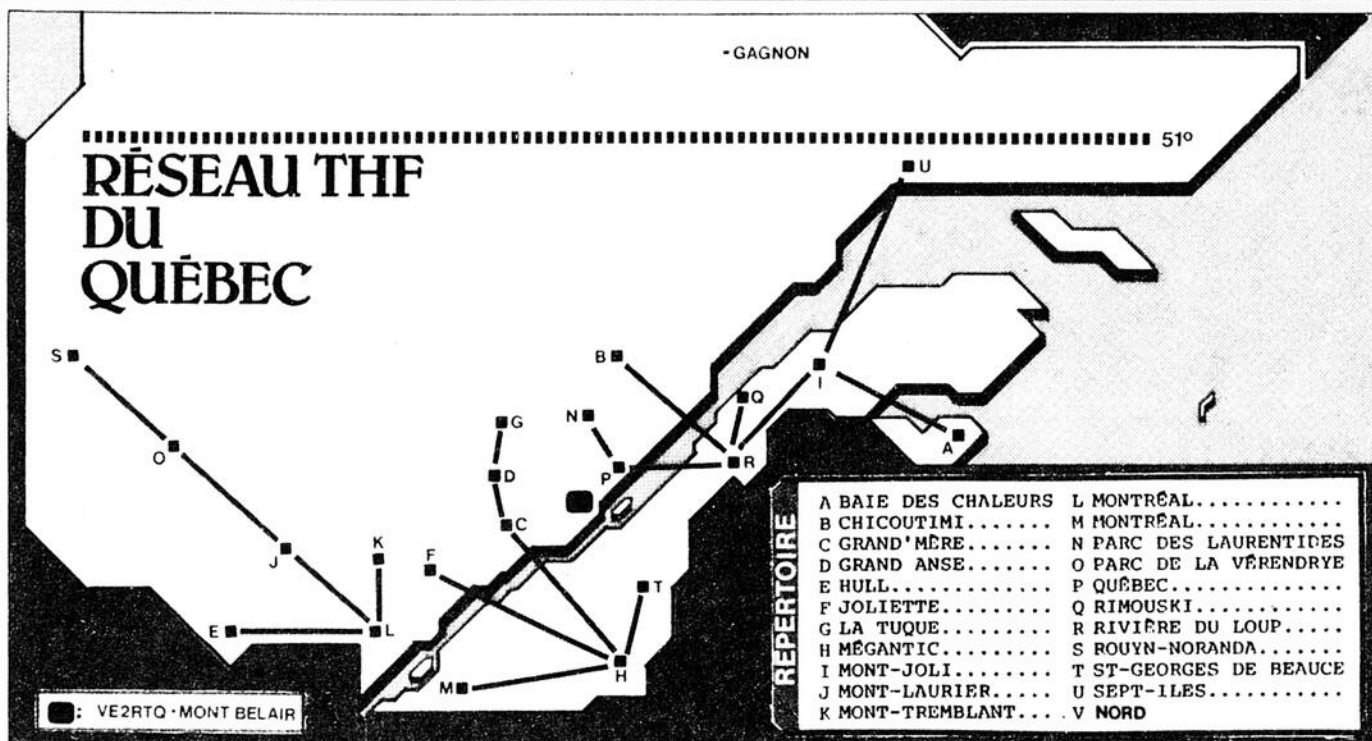 -GAGNON
51º
RÉSEAU THF
DU
QUÉBEC
U
S
B
I
Q
G
N
A
O
P
R
D
C
K
F
J
T
E
L
H
M
: VE2RTQ-MONT BELAIR
REPERTOIRE
A BAIE DES CHALEURS
B CHICOUTIMI.......
C GRAND'MÈRE.......
D GRAND ANSE.......
E HULL.............
F JOLIETTE.........
G LA TUQUE.........
H MÉGANTIC.........
I MONT-JOLI........
J MONT-LAURIER.....
K MONT-TREMBLANT....
L MONTRÉAL............
M MONTRÉAL............
N PARC DES LAURENTIDES
O PARC DE LA VÉRENDRYE
P QUÉBEC..............
Q RIMOUSKI............
R RIVIÈRE DU LOUP.....
S ROUYN-NORANDA.......
T ST-GEORGES DE BEAUCE
U SEPT-ILES...........
V NORD